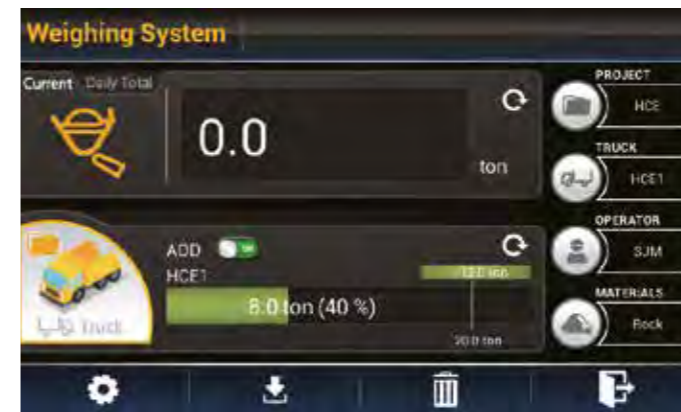 Weighing System
Current Daily Total
0.0
ton
PROJECT
HCE
TRUCK
HCE1
OPERATOR
SJM
MATERIALS
Rock
ADD
HCE1
8.0 ton (40 %)
20.0 ton
Truck